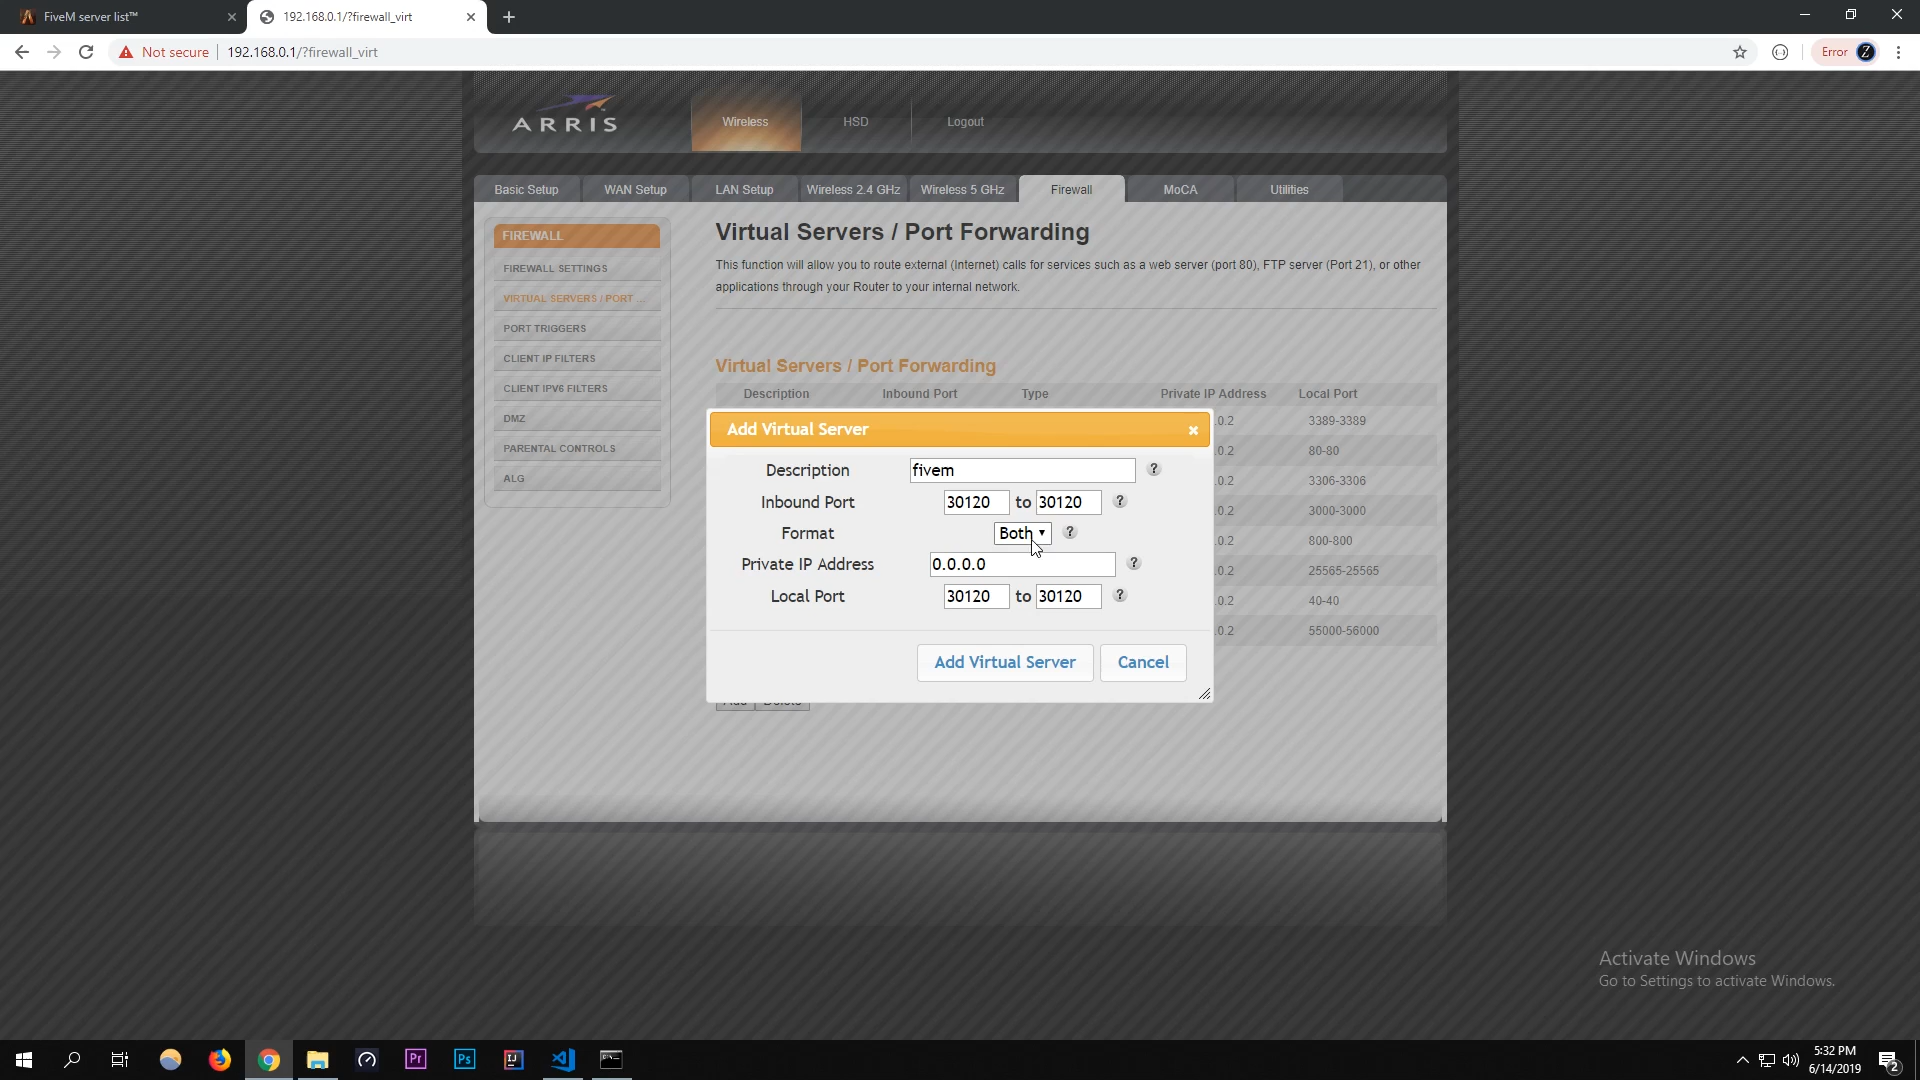 FiveM server list™
192.168.0.1/?firewall_virt
Not secure
192.168.0.1/?firewall_virt
Error
Z
ARRIS
Wireless
HSD
Logout
Basic Setup
WAN Setup
LAN Setup
Wireless 2.4 GHz
Wireless 5 GHz
Firewall
MoCA
Utilities
FIREWALL
FIREWALL SETTINGS
VIRTUAL SERVERS / PORT ...
PORT TRIGGERS
CLIENT IP FILTERS
CLIENT IPV6 FILTERS
DMZ
PARENTAL CONTROLS
ALG
Virtual Servers / Port Forwarding
This function will allow you to route external (Internet) calls for services such as a web server (port 80), FTP server (Port 21), or other
applications through your Router to your internal network.
Virtual Servers / Port Forwarding
Description Inbound Port Type Private IP Address Local Port
.0.2 3389-3389
.0.2 80-80
.0.2 3306-3306
.0.2 3000-3000
.0.2 800-800
.0.2 25565-25565
.0.2 40-40
.0.2 55000-56000
Add Virtual Server
Description fivem ?
Inbound Port 30120 to 30120 ?
Format Both ?
Private IP Address 0.0.0.0 ?
Local Port 30120 to 30120 ?
Add Virtual Server Cancel
Add Delete
Activate Windows
Go to Settings to activate Windows.
Pr
Ps
IJ
5:32 PM
6/14/2019
2